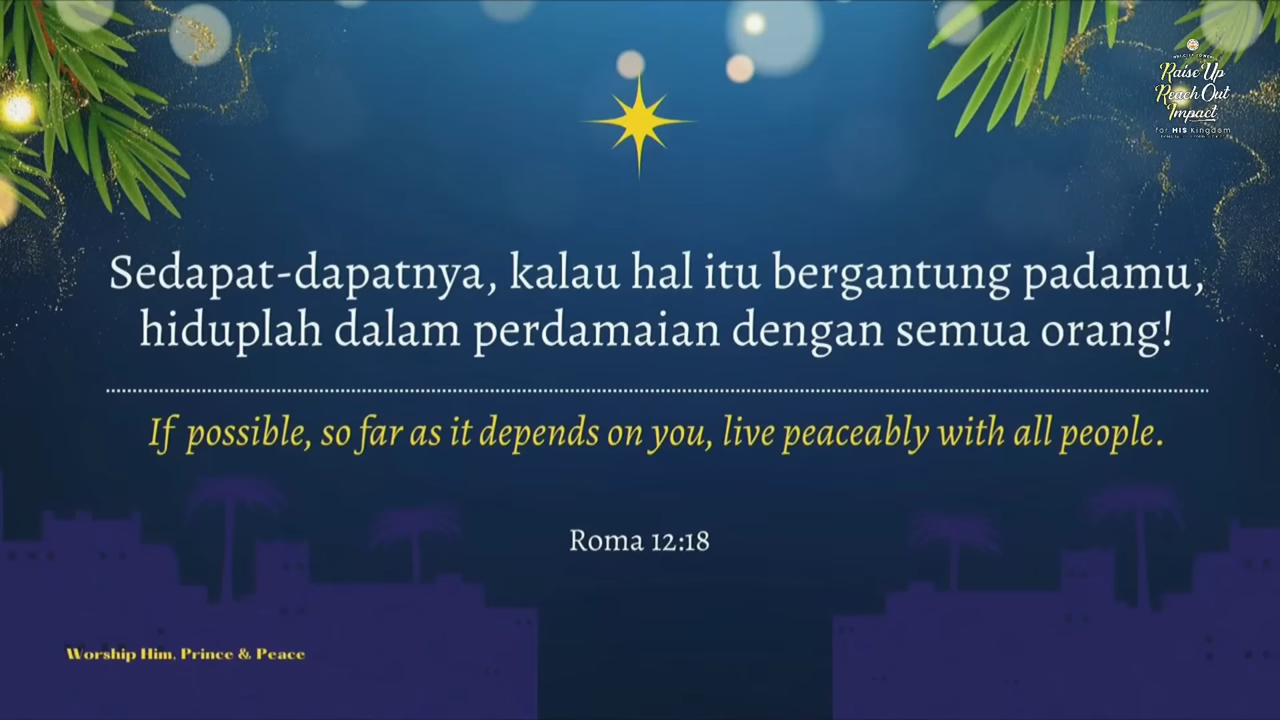 Raise Up
Reach Out
Impact
for HIS Kingdom
Sedapat-dapatnya, kalau hal itu bergantung padamu,
hiduplah dalam perdamaian dengan semua orang!
If possible, so far as it depends on you, live peaceably with all people.
Roma 12:18
Worship Him, Prince & Peace